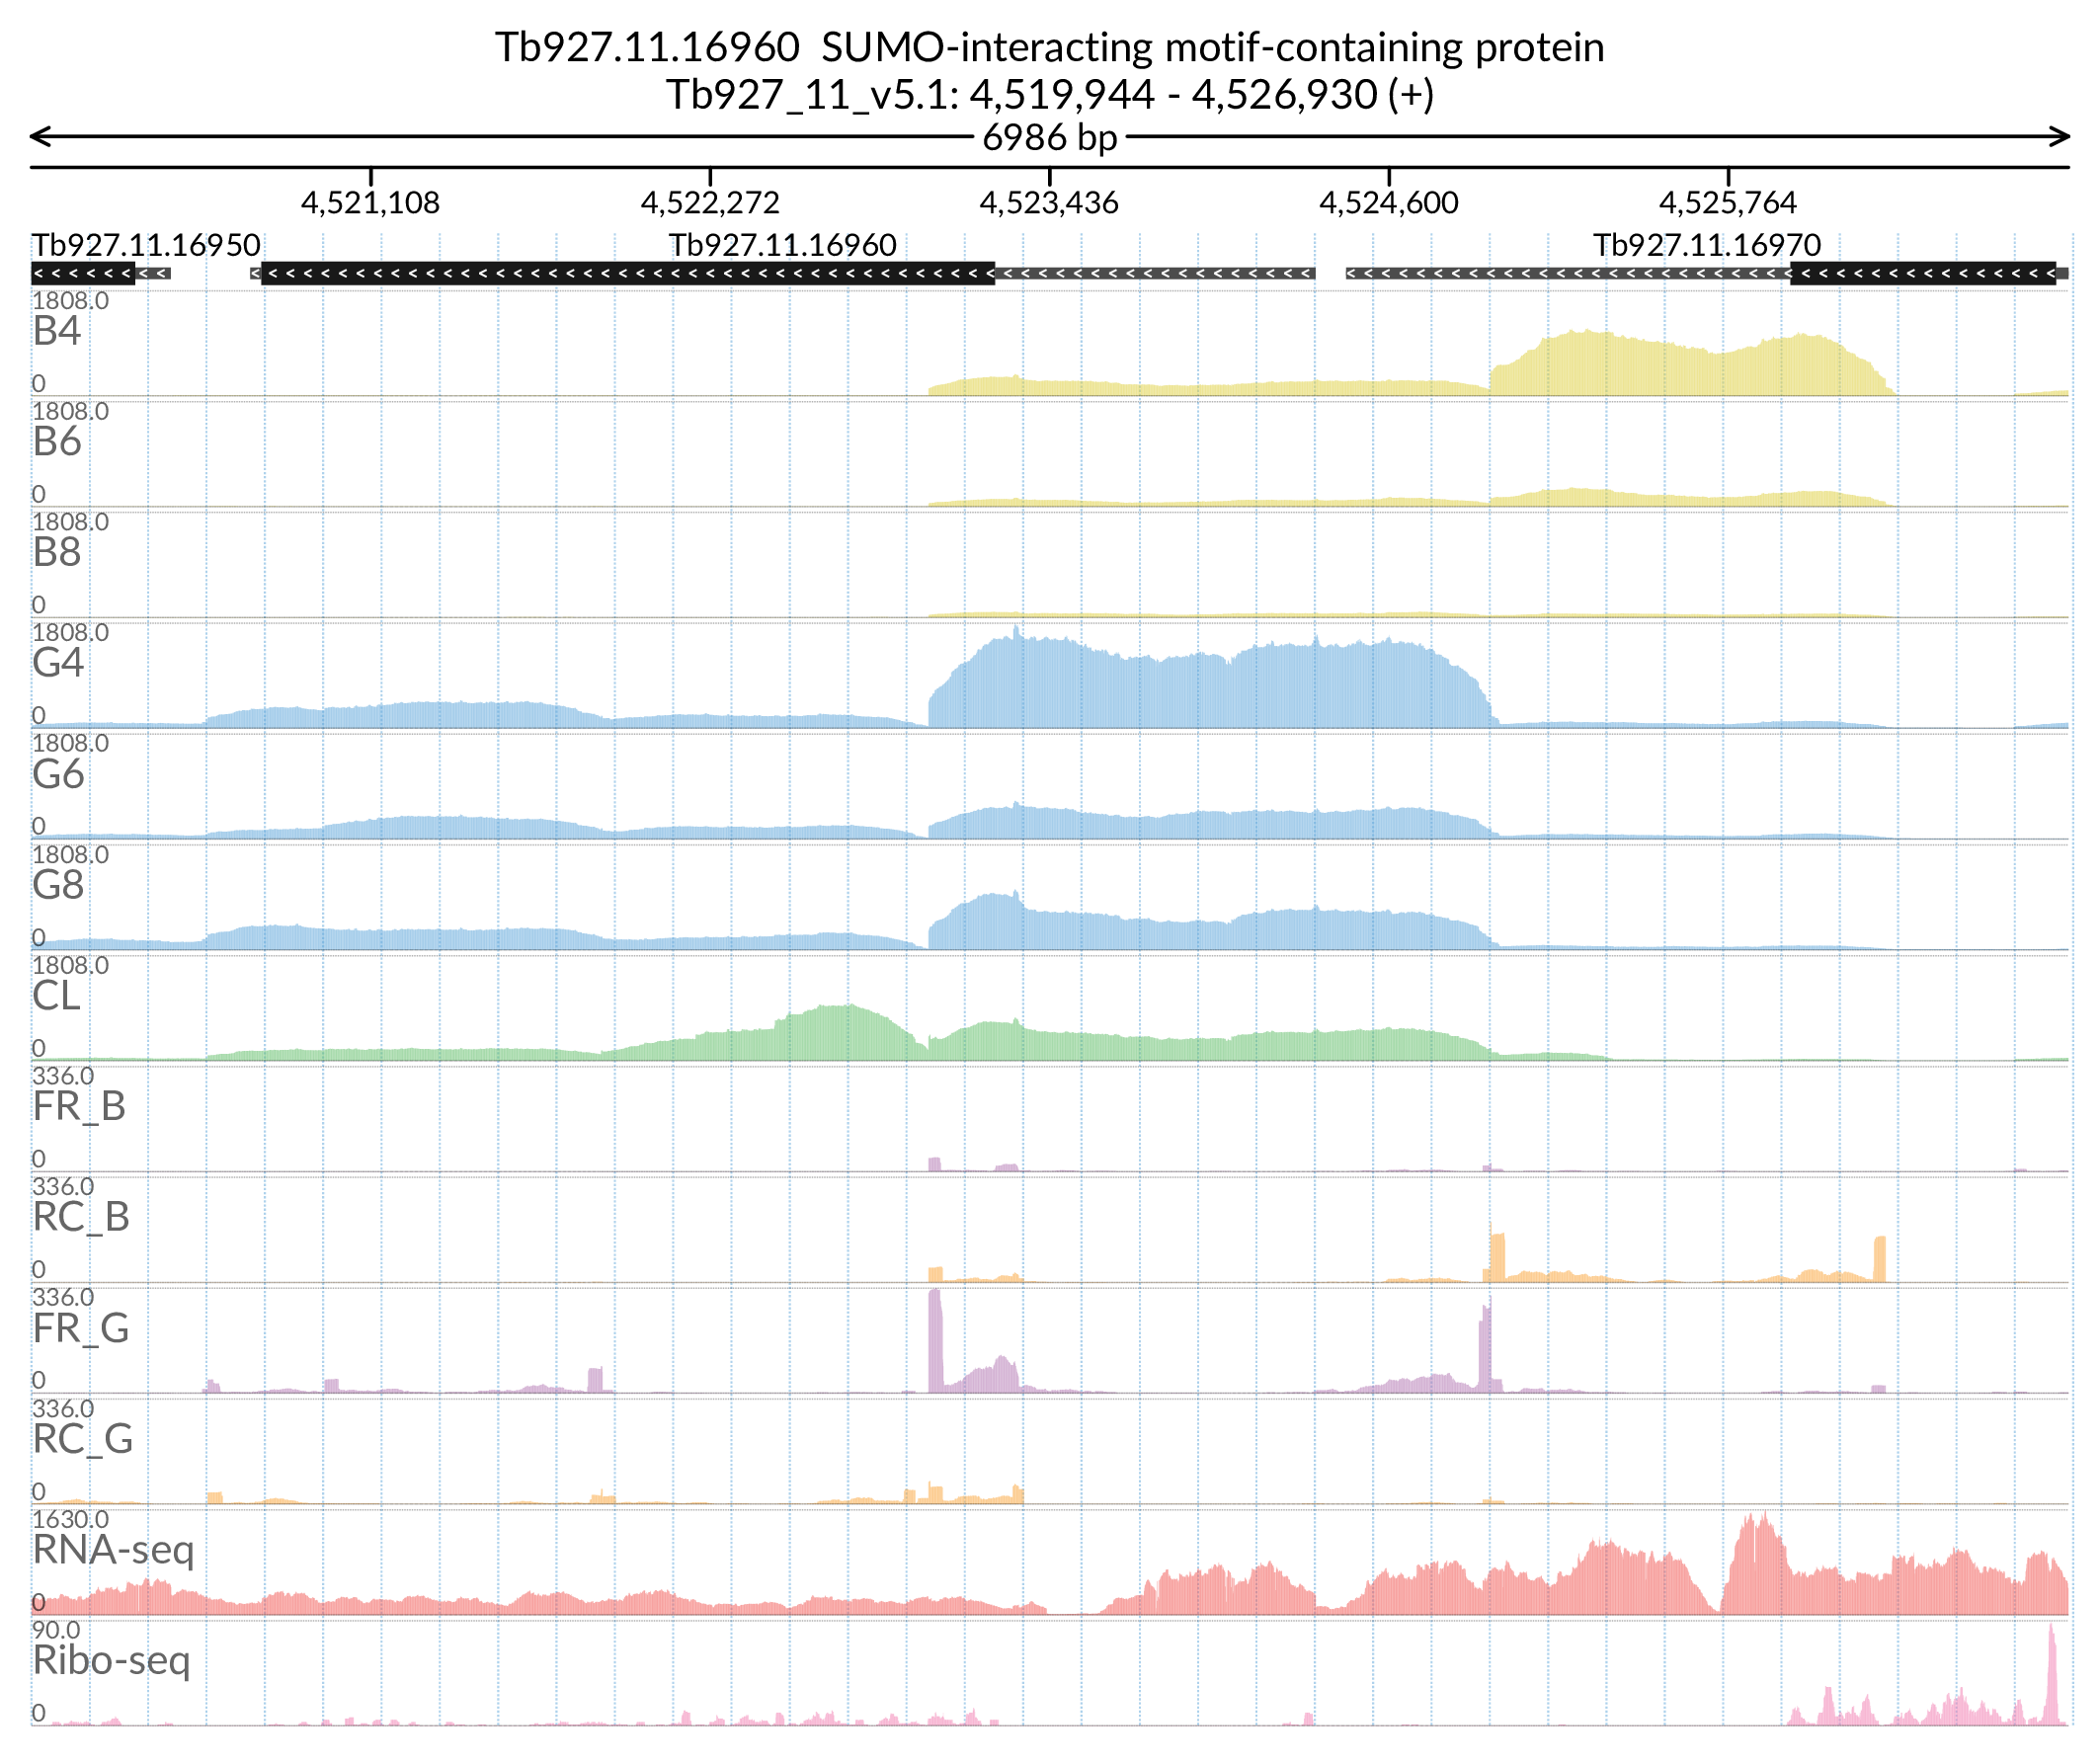 Tb927.11.16960 SUMO-interacting motif-containing protein
Tb927_11_v5.1: 4,519,944 - 4,526,930 (+)
6986 bp
4,521,108 4,522,272 4,523,436 4,524,600 4,525,764
Tb927.11.16950 Tb927.11.16960 Tb927.11.16970
1808.0
B4
0
1808.0
B6
0
1808.0
B8
0
1808.0
G4
0
1808.0
G6
0
1808.0
G8
0
1808.0
CL
0
336.0
FR_B
0
336.0
RC_B
0
336.0
FR_G
0
336.0
RC_G
0
1630.0
RNA-seq
0
90.0
Ribo-seq
0